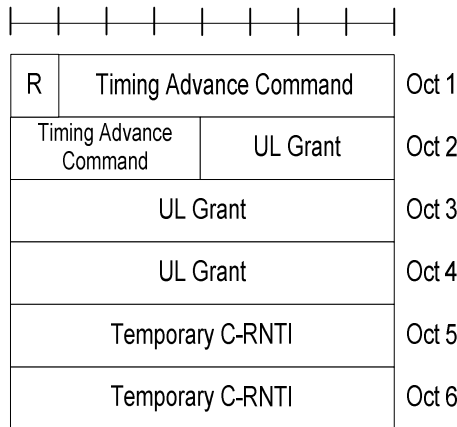 R Timing Advance Command Oct 1
Timing Advance
Command
UL Grant Oct 2
UL Grant Oct 3
UL Grant Oct 4
Temporary C-RNTI Oct 5
Temporary C-RNTI Oct 6